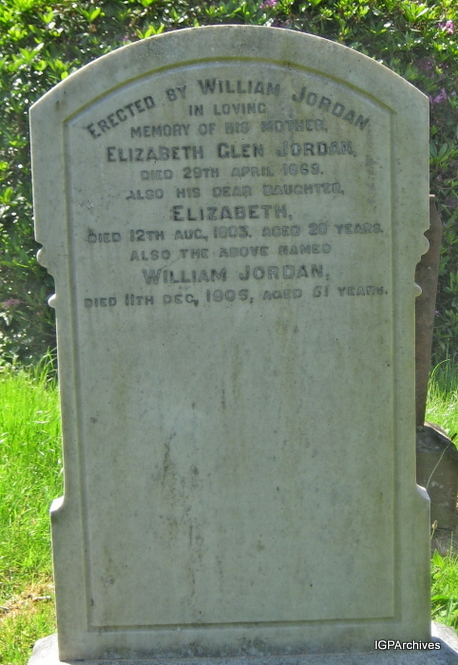 ERECTED BY WILLIAM JORDAN
IN LOVING
MEMORY OF HIS MOTHER,
ELIZABETH GLEN JORDAN,
DIED 29TH APRIL 1869.
ALSO HIS DEAR DAUGHTER,
ELIZABETH,
DIED 12TH AUG, 1903, AGED 20 YEARS.
ALSO THE ABOVE NAMED
WILLIAM JORDAN,
DIED 11TH DEC, 1905, AGED 51 YEARS.
IGPArchives